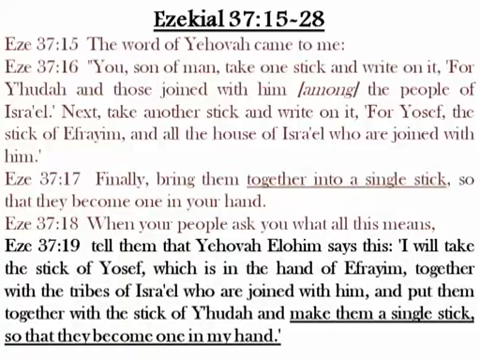 Ezekial 37:15-28
Eze 37:15 The word of Yehovah came to me:
Eze 37:16 "You, son of man, take one stick and write on it, 'For
Y'hudah and those joined with him [among] the people of
Isra'el.' Next, take another stick and write on it, 'For Yosef, the
stick of Efrayim, and all the house of Isra'el who are joined with
him.'
Eze 37:17 Finally, bring them together into a single stick, so
that they become one in your hand.
Eze 37:18 When your people ask you what all this means,
Eze 37:19 tell them that Yehovah Elohim says this: 'I will take
the stick of Yosef, which is in the hand of Efrayim, together
with the tribes of Isra'el who are joined with him, and put them
together with the stick of Y'hudah and make them a single stick,
so that they become one in my hand.'